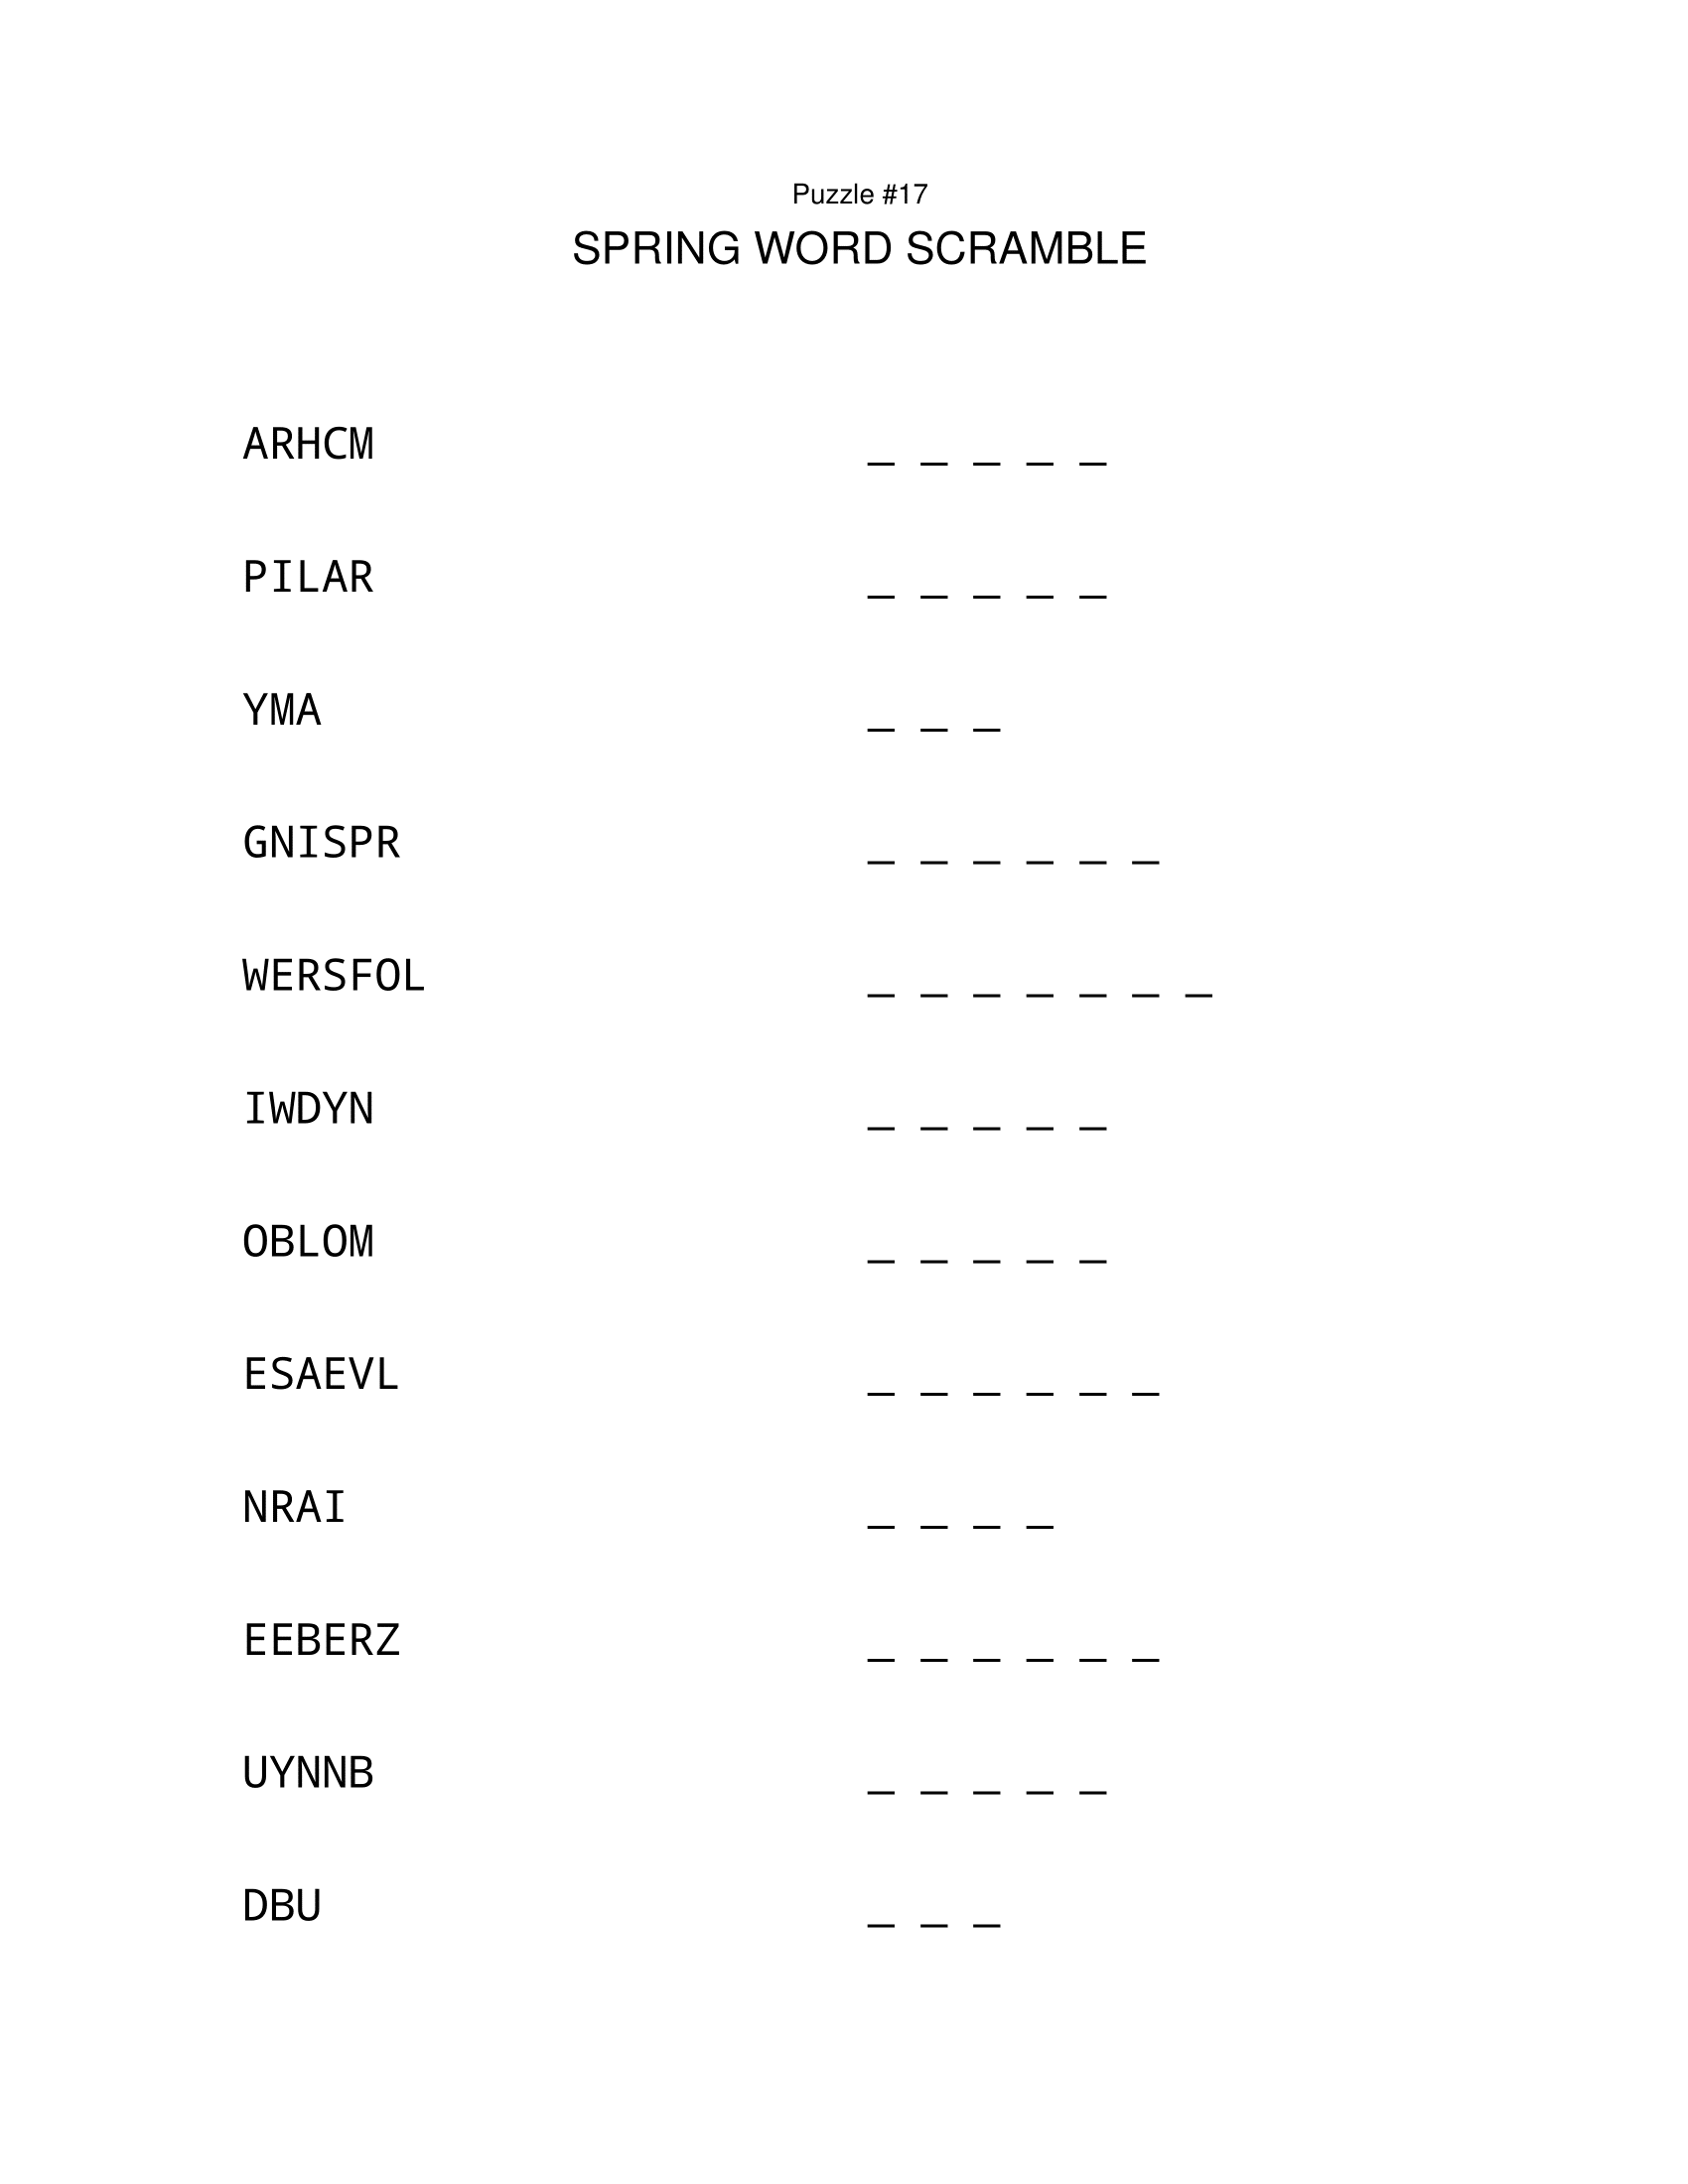 Puzzle #17
SPRING WORD SCRAMBLE
ARHCM _ _ _ _ _
PILAR _ _ _ _ _
YMA _ _ _
GNISPR _ _ _ _ _ _
WERSFOL _ _ _ _ _ _ _
IWDYN _ _ _ _ _
OBLOM _ _ _ _ _
ESAEVL _ _ _ _ _ _
NRAI _ _ _ _
EEBERZ _ _ _ _ _ _
UYNNB _ _ _ _ _
DBU _ _ _